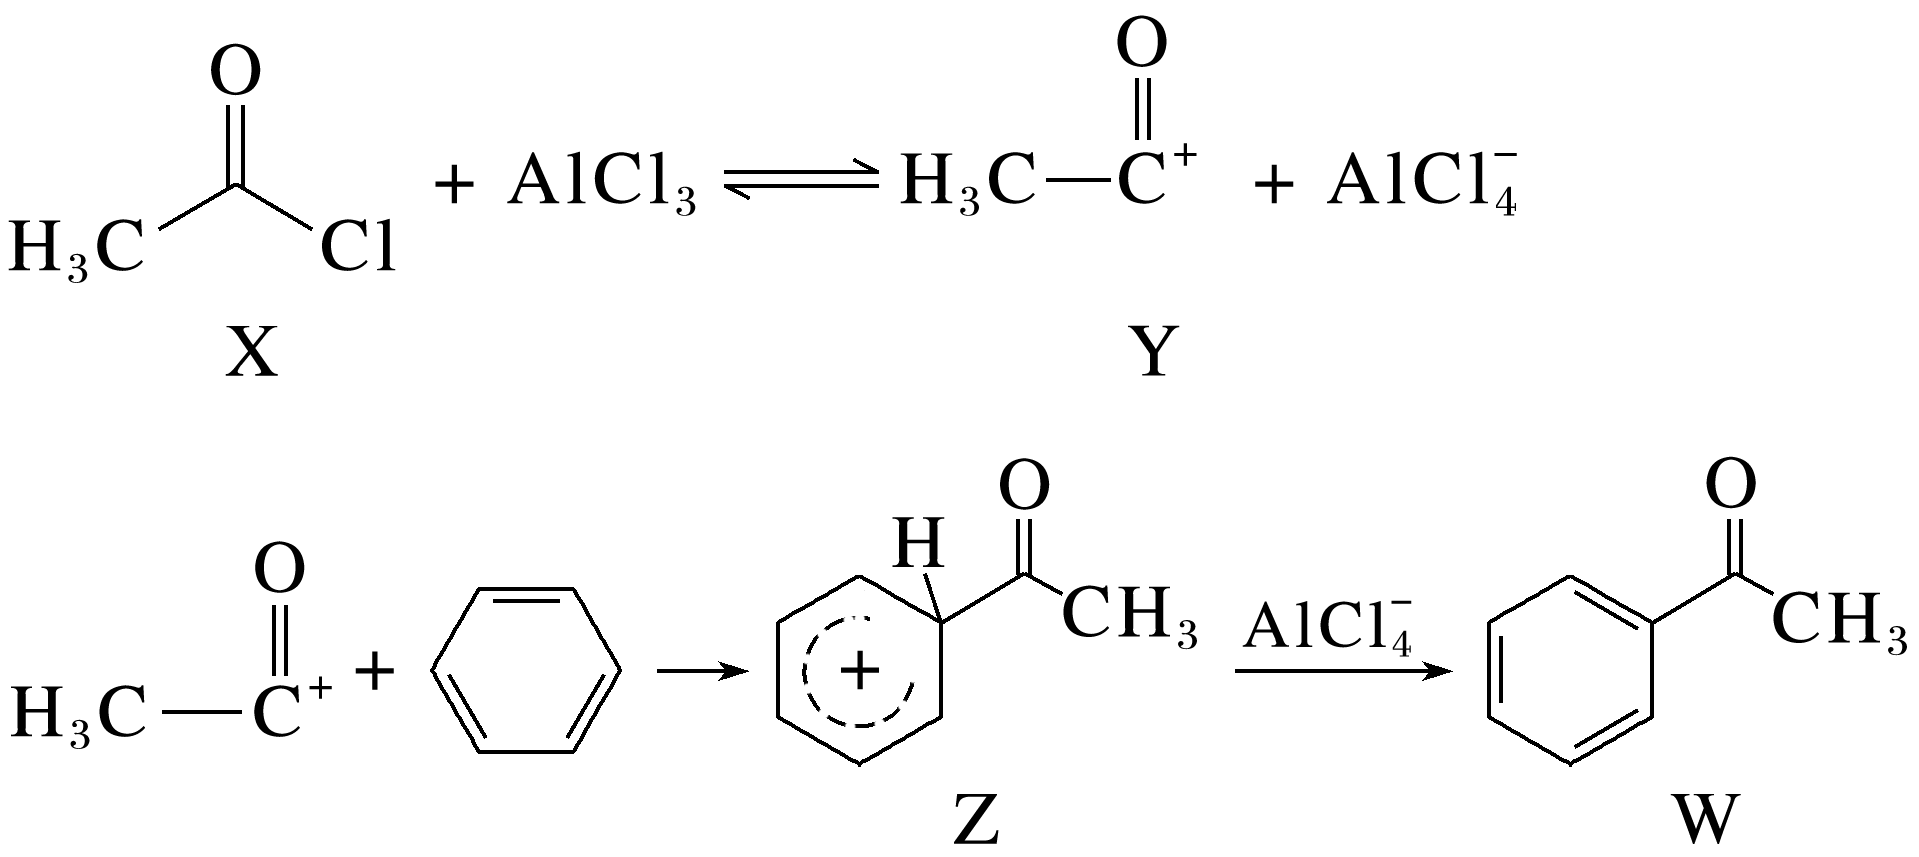 O O
H₃C Cl + AlCl₃ ⇌ H₃C—C⁺ + AlCl₄⁻
X Y
O O O
H₃C—C⁺ + → H + CH₃ AlCl₄⁻ → CH₃
Z W